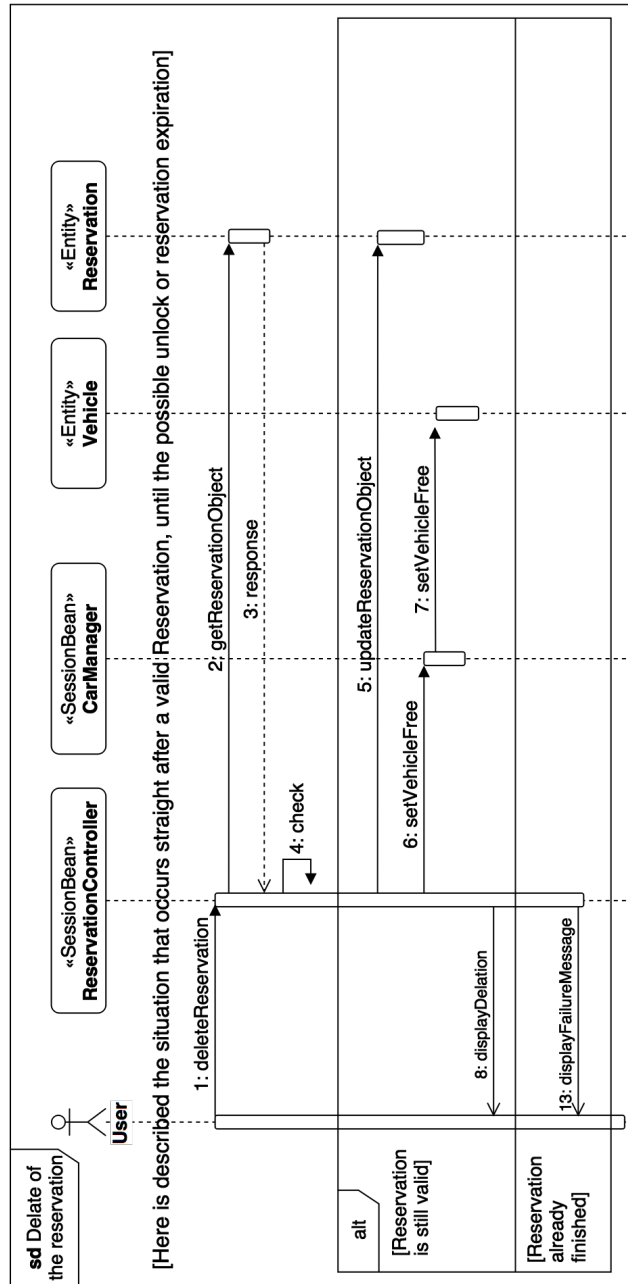 sd Delate of
the reservation
User
«SessionBean»
ReservationController
«SessionBean»
CarManager
«Entity»
Vehicle
«Entity»
Reservation
[Here is described the situation that occurs straight after a valid Reservation, until the possible unlock or reservation expiration]
1: deleteReservation
2: getReservationObject
3: response
4: check
alt
[Reservation
is still valid]
5: updateReservationObject
6: setVehicleFree
7: setVehicleFree
8: displayDelation
[Reservation
already
finished]
13: displayFailureMessage